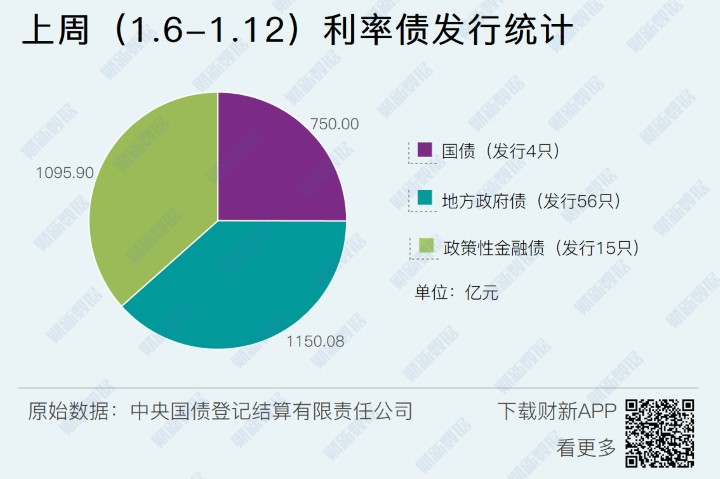 上周（1.6-1.12）利率债发行统计
750.00
1095.90
1150.08
国债（发行4只）
地方政府债（发行56只）
政策性金融债（发行15只）
单位：亿元
原始数据：中央国债登记结算有限责任公司
下载财新APP
看更多
财新数据